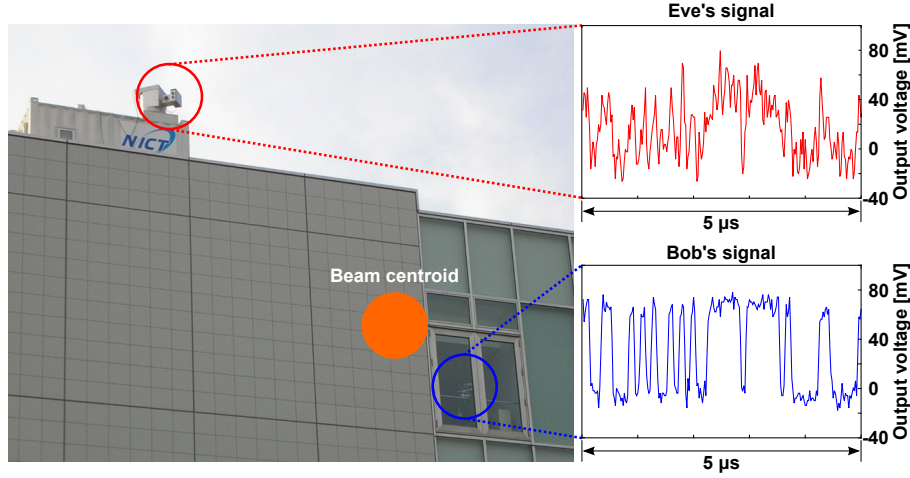 Eve's signal
80
40
0
-40
Output voltage [mV]
5 µs
NICT
Beam centroid
Bob's signal
80
40
0
-40
Output voltage [mV]
5 µs